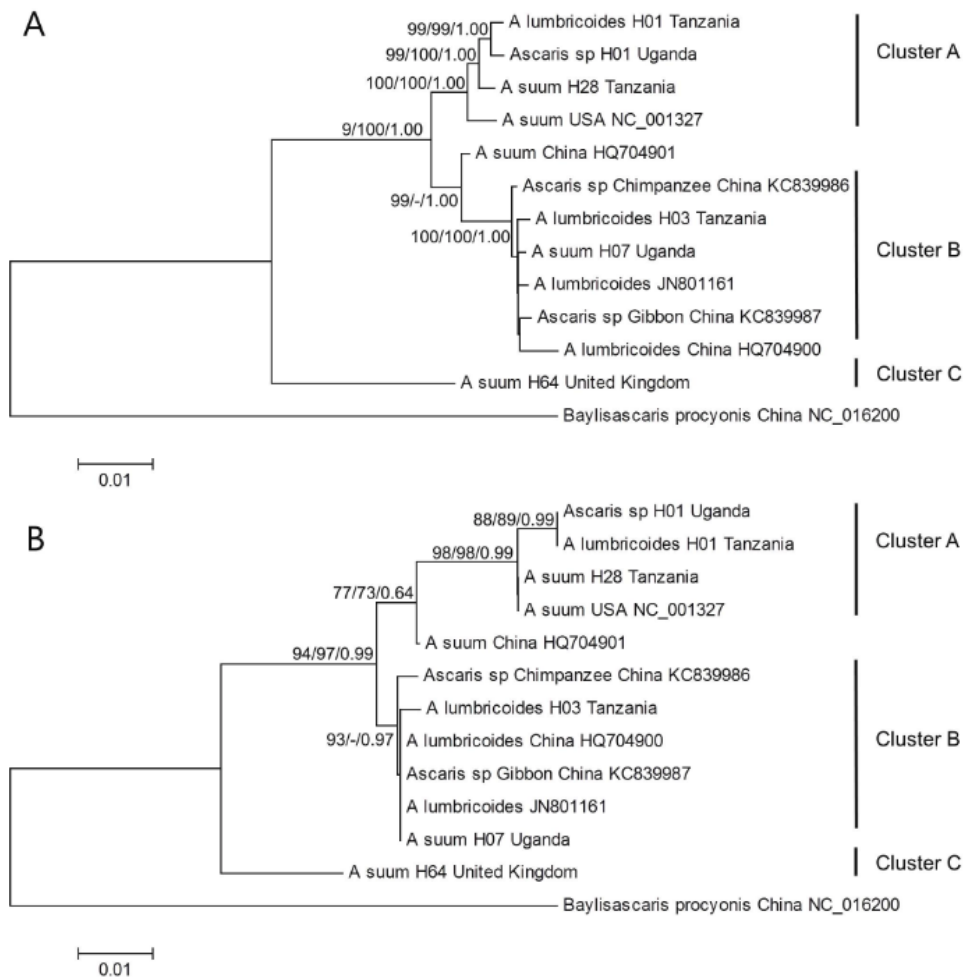 A
A lumbricoides H01 Tanzania
99/99/1.00
Ascaris sp H01 Uganda
Cluster A
99/100/1.00
100/100/1.00
A suum H28 Tanzania
A suum USA NC_001327
9/100/1.00
A suum China HQ704901
99/-/1.00
Ascaris sp Chimpanzee China KC839986
A lumbricoides H03 Tanzania
100/100/1.00
A suum H07 Uganda
Cluster B
A lumbricoides JN801161
Ascaris sp Gibbon China KC839987
A lumbricoides China HQ704900
A suum H64 United Kingdom
Cluster C
Baylisascaris procyonis China NC_016200
0.01
B
Ascaris sp H01 Uganda
88/89/0.99
A lumbricoides H01 Tanzania
Cluster A
98/98/0.99
A suum H28 Tanzania
77/73/0.64
A suum USA NC_001327
A suum China HQ704901
94/97/0.99
Ascaris sp Chimpanzee China KC839986
A lumbricoides H03 Tanzania
93/-/0.97
A lumbricoides China HQ704900
Cluster B
Ascaris sp Gibbon China KC839987
A lumbricoides JN801161
A suum H07 Uganda
A suum H64 United Kingdom
Cluster C
Baylisascaris procyonis China NC_016200
0.01